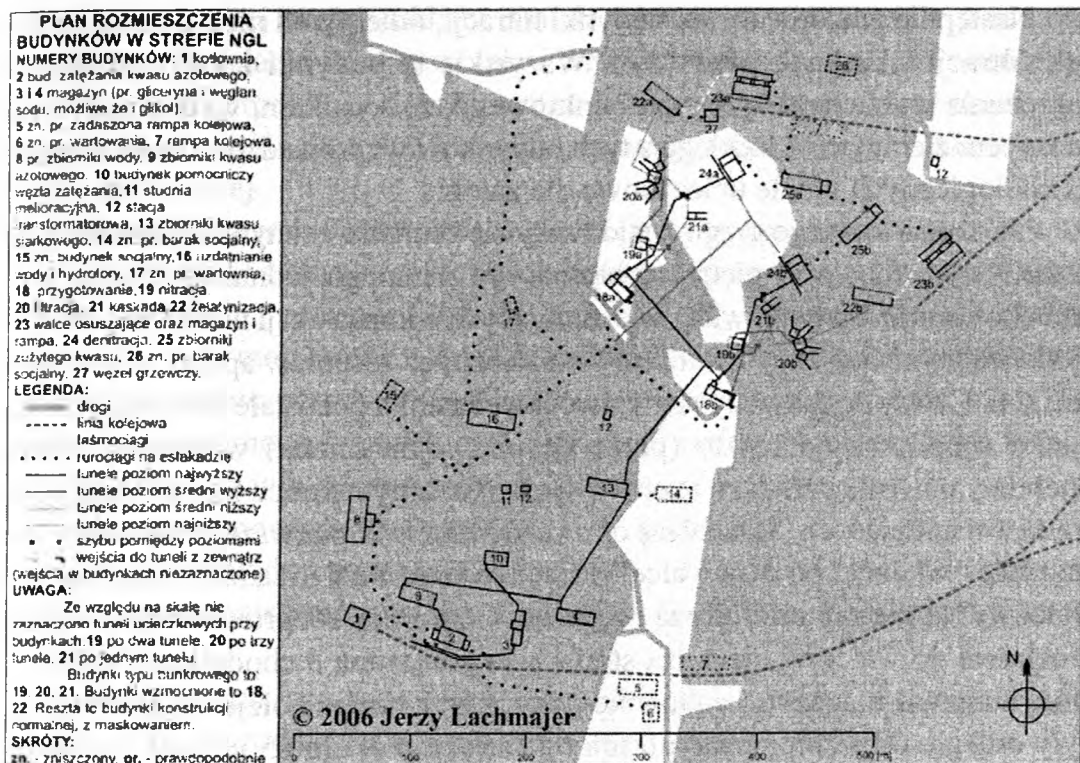 PLAN ROZMIESZCZENIA
BUDYNKÓW W STREFIE NGL
NUMERY BUDYNKÓW: 1 kotłownia,
2 bud. zatężania kwasu azotowego,
3 i 4 magazyn (pr. gliceryna i węglan
sodu, możliwe że i glikol),
5 zn. pr. zadaszona rampa kolejowa,
6 zn. pr. wartownia, 7 rampa kolejowa,
8 pr. zbiorniki wody, 9 zbiorniki kwasu
azotowego, 10 budynek pomocniczy
węzła zatężania, 11 studnia
melioracyjna, 12 stacja
transformatorowa, 13 zbiorniki kwasu
siarkowego, 14 zn. pr. barak socjalny,
15 zn. budynek socjalny, 16 uzdatnianie
wody i hydrofory, 17 zn. pr. wartownia,
18 przygotowanie, 19 nitracja
20 filtracja, 21 kaskada, 22 żelatynizacja,
23 walce osuszające oraz magazyn i
rampa, 24 denitracja, 25 zbiorniki
zużytego kwasu, 26 zn. pr. barak
socjalny, 27 węzeł grzewczy.
LEGENDA:
drogi
linia kolejowa
taśmociągi
rurociągi na estakadzie
tunele poziom najwyższy
tunele poziom średni wyższy
tunele poziom średni niższy
tunele poziom najniższy
szyby pomiędzy poziomami
wejścia do tuneli z zewnątrz
(wejścia w budynkach niezaznaczone)
UWAGA:
Ze względu na skalę nie
zaznaczono tuneli ucieczkowych przy
budynkach 19 po dwa tunele, 20 po trzy
tunele, 21 po jednym tunelu.
Budynki typu bunkrowego to
19, 20, 21. Budynki wzmocnione to 18,
22. Reszta to budynki konstrukcji
normalnej, z maskowaniem.
SKRÓTY:
zn. - zniszczony, pr. - prawdopodobnie
26
23a
22a
27
7
12
24a
20a
25a
21a
25b
19a
23b
24b
18a
22b
21b
17
19b
20b
18b
15
16
12
13
14
11
12
8
10
9
4
1
2
3
7
5
6
N
© 2006 Jerzy Lachmajer
0
100
200
300
400
500 [m]